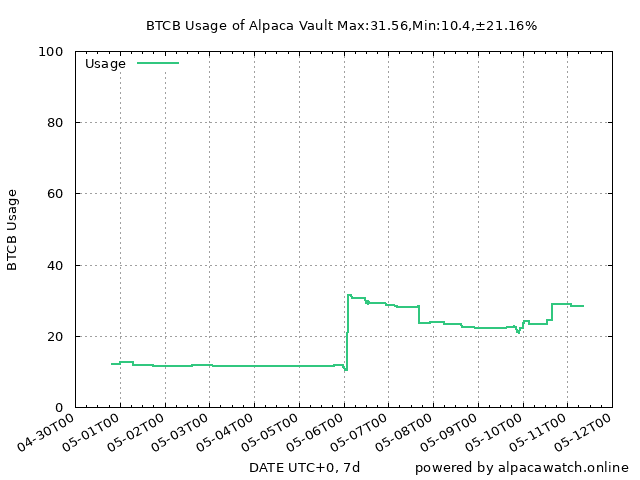 BTCB Usage of Alpaca Vault Max:31.56,Min:10.4,±21.16%
Usage
100
80
60
40
20
0
BTCB Usage
04-30T00
05-01T00
05-02T00
05-03T00
05-04T00
05-05T00
05-06T00
05-07T00
05-08T00
05-09T00
05-10T00
05-11T00
05-12T00
DATE UTC+0, 7d
powered by alpacawatch.online